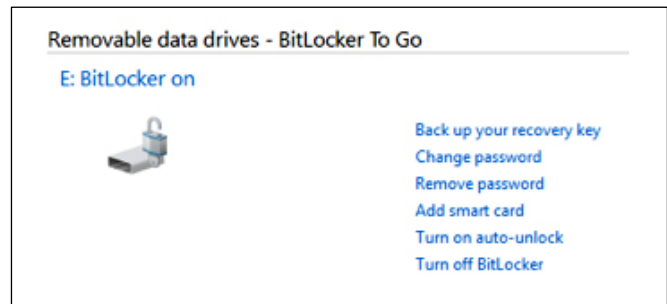 Removable data drives - BitLocker To Go
E: BitLocker on
Back up your recovery key
Change password
Remove password
Add smart card
Turn on auto-unlock
Turn off BitLocker